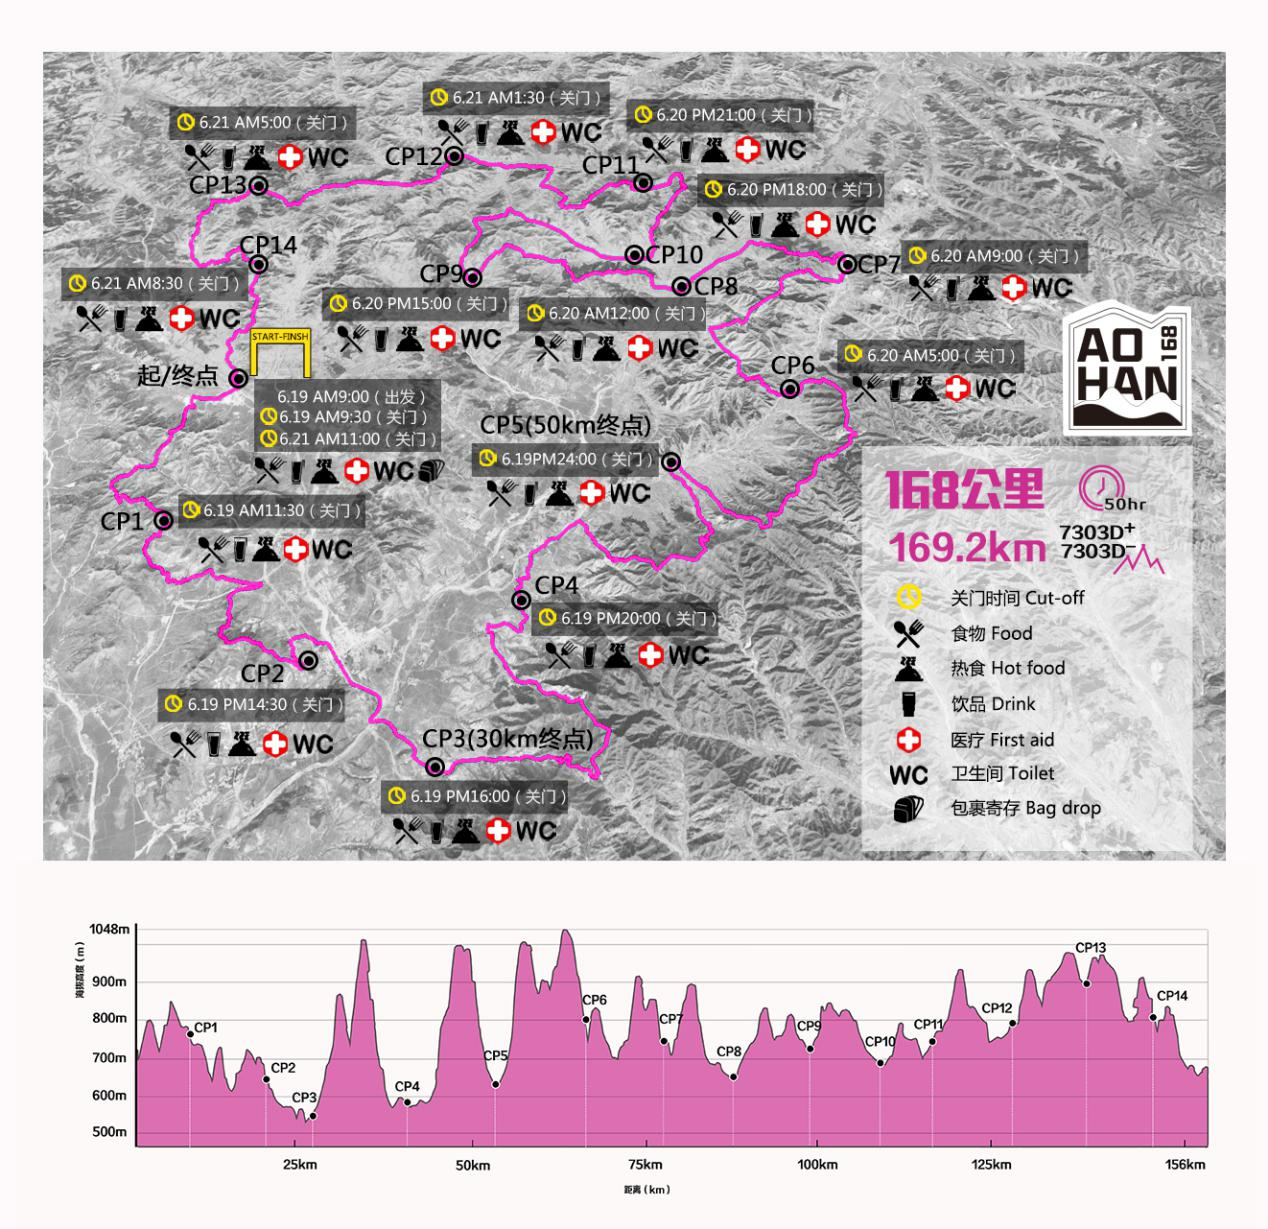 6.21 AM1:30（关门）
6.21 AM5:00（关门）
6.20 PM21:00（关门）
WC
WC
WC
CP12
CP11
CP13
6.20 PM18:00（关门）
WC
CP14
CP10
CP7
6.20 AM9:00（关门）
WC
CP9
CP8
6.21 AM8:30（关门）
WC
6.20 PM15:00（关门）
WC
6.20 AM12:00（关门）
WC
START-FINSH
起/终点
6.20 AM5:00（关门）
WC
CP6
AO
HAN
168
6.19 AM9:00（出发）
6.19 AM9:30（关门）
6.21 AM11:00（关门）
WC
CP5(50km终点)
6.19PM24:00（关门）
WC
CP1
6.19 AM11:30（关门）
WC
CP4
6.19 PM20:00（关门）
WC
CP2
6.19 PM14:30（关门）
WC
CP3(30km终点)
6.19 PM16:00（关门）
WC
168公里
50hr
169.2km
7303D+
7303D-
关门时间 Cut-off
食物 Food
热食 Hot food
饮品 Drink
医疗 First aid
WC 卫生间 Toilet
包裹寄存 Bag drop
海拔高度（m）
1048m
900m
800m
700m
600m
500m
CP1
CP2
CP3
CP4
CP5
CP6
CP7
CP8
CP9
CP10
CP11
CP12
CP13
CP14
25km
50km
75km
100km
125km
156km
距离（km）